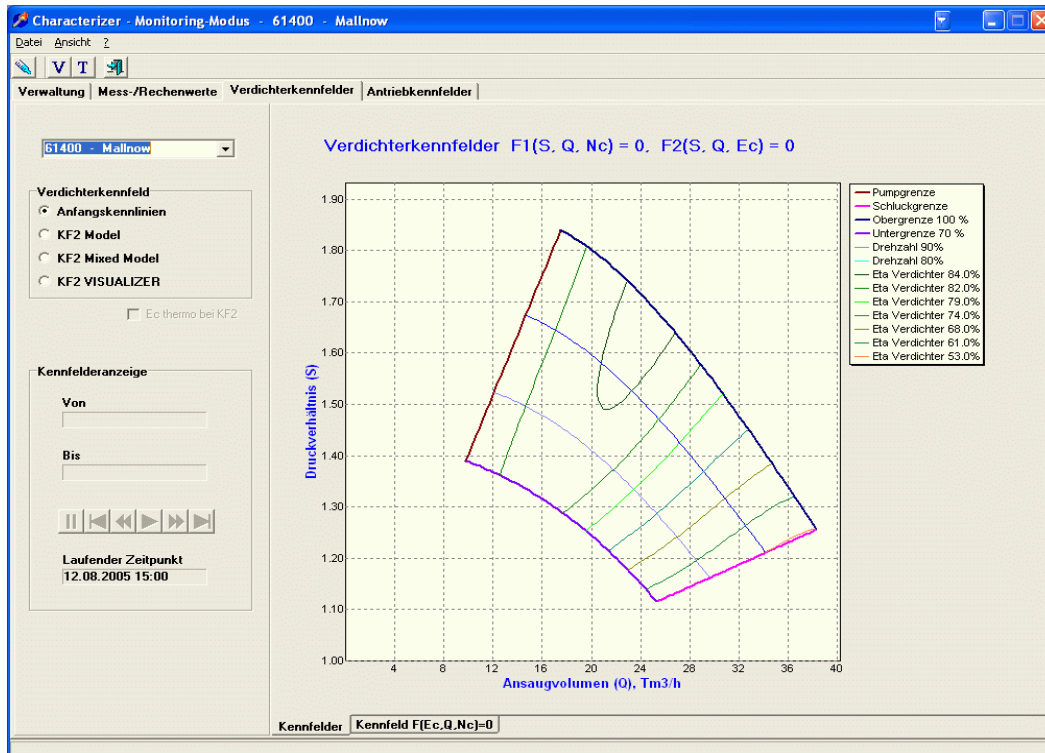 Characterizer - Monitoring-Modus - 61400 - Mallnow
Datei Ansicht ?
V T
Verwaltung Mess-/Rechenwerte Verdichterkennfelder Antriebkennfelder
61400 - Mallnow
Verdichterkennfeld
Anfangskennlinien
KF2 Model
KF2 Mixed Model
KF2 VISUALIZER
Ec thermo bei KF2
Kennfelderanzeige
Von
Bis
Laufender Zeitpunkt
12.08.2005 15:00
Verdichterkennfelder F1(S, Q, Nc) = 0, F2(S, Q, Ec) = 0
Druckverhältnis (S)
1.90
1.80
1.70
1.60
1.50
1.40
1.30
1.20
1.10
1.00
4 8 12 16 20 24 28 32 36 40
Ansaugvolumen (Q), Tm3/h
Pumpgrenze
Schluckgrenze
Obergrenze 100 %
Untergrenze 70 %
Drehzahl 90%
Drehzahl 80%
Eta Verdichter 84.0%
Eta Verdichter 82.0%
Eta Verdichter 79.0%
Eta Verdichter 74.0%
Eta Verdichter 68.0%
Eta Verdichter 61.0%
Eta Verdichter 53.0%
Kennfelder Kennfeld F(Ec,Q,Nc)=0